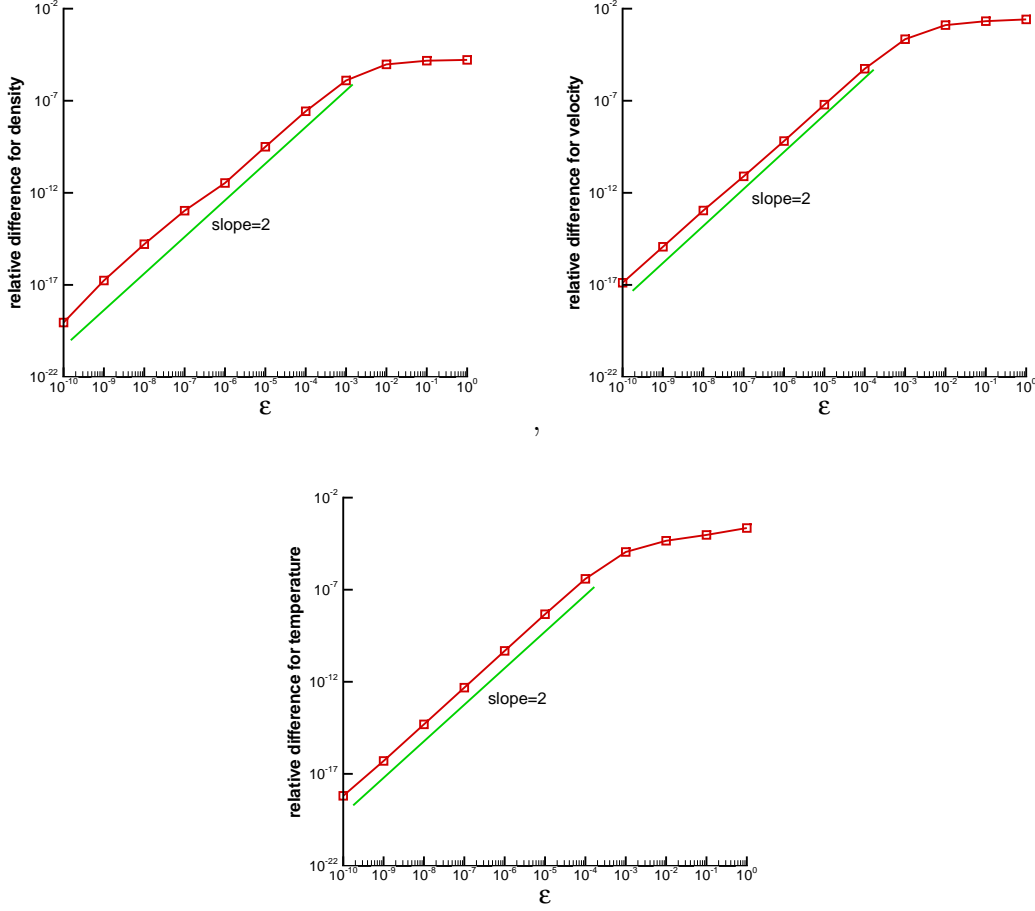 relative difference for density
10^-2
10^-7
10^-12
10^-17
10^-22
slope=2
10^-10 10^-9 10^-8 10^-7 10^-6 10^-5 10^-4 10^-3 10^-2 10^-1 10^0
ε
,
relative difference for velocity
10^-2
10^-7
10^-12
10^-17
10^-22
slope=2
10^-10 10^-9 10^-8 10^-7 10^-6 10^-5 10^-4 10^-3 10^-2 10^-1 10^0
ε
relative difference for temperature
10^-2
10^-7
10^-12
10^-17
10^-22
slope=2
10^-10 10^-9 10^-8 10^-7 10^-6 10^-5 10^-4 10^-3 10^-2 10^-1 10^0
ε